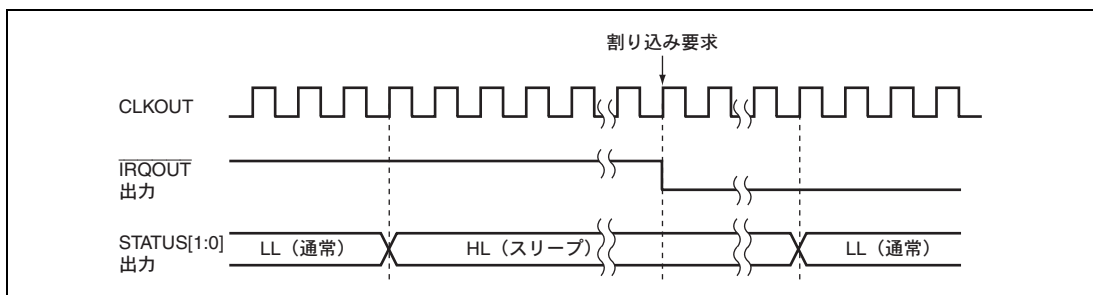 割り込み要求
CLKOUT
IRQOUT
出力
STATUS[1:0]
出力
LL（通常）
HL（スリープ）
LL（通常）